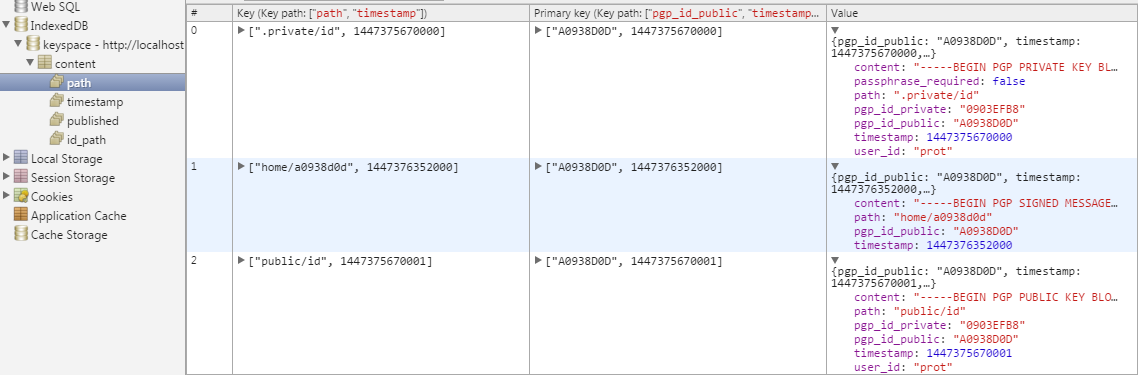 Web SQL
IndexedDB
keyspace - http://localhost
content
path
timestamp
published
id_path
Local Storage
Session Storage
Cookies
Application Cache
Cache Storage
# Key (Key path: ["path", "timestamp"]) Primary key (Key path: ["pgp_id_public", "timestamp… Value
0 [".private/id", 1447375670000] ["A0938D0D", 1447375670000]
{pgp_id_public: "A0938D0D", timestamp:
1447375670000,…}
content: "-----BEGIN PGP PRIVATE KEY BL…
passphrase_required: false
path: ".private/id"
pgp_id_private: "0903EFB8"
pgp_id_public: "A0938D0D"
timestamp: 1447375670000
user_id: "prot"
1 ["home/a0938d0d", 1447376352000] ["A0938D0D", 1447376352000]
{pgp_id_public: "A0938D0D", timestamp:
1447376352000,…}
content: "-----BEGIN PGP SIGNED MESSAGE…
path: "home/a0938d0d"
pgp_id_public: "A0938D0D"
timestamp: 1447376352000
2 ["public/id", 1447375670001] ["A0938D0D", 1447375670001]
{pgp_id_public: "A0938D0D", timestamp:
1447375670001,…}
content: "-----BEGIN PGP PUBLIC KEY BLO…
path: "public/id"
pgp_id_private: "0903EFB8"
pgp_id_public: "A0938D0D"
timestamp: 1447375670001
user_id: "prot"